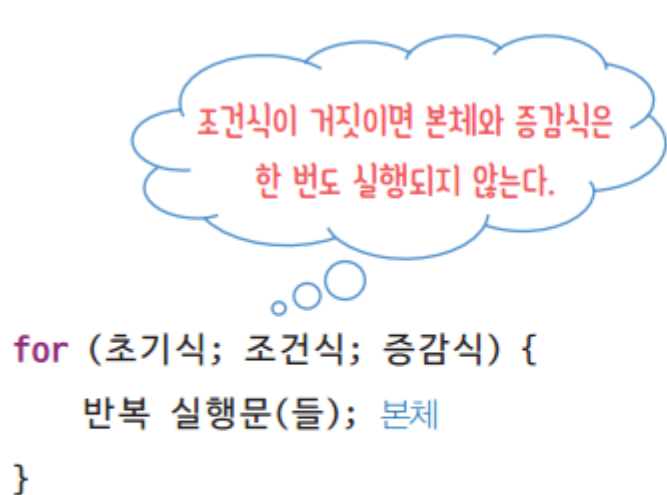 조건식이 거짓이면 본체와 증감식은
한 번도 실행되지 않는다.
for (초기식; 조건식; 증감식) {
반복 실행문(들); 본체
}